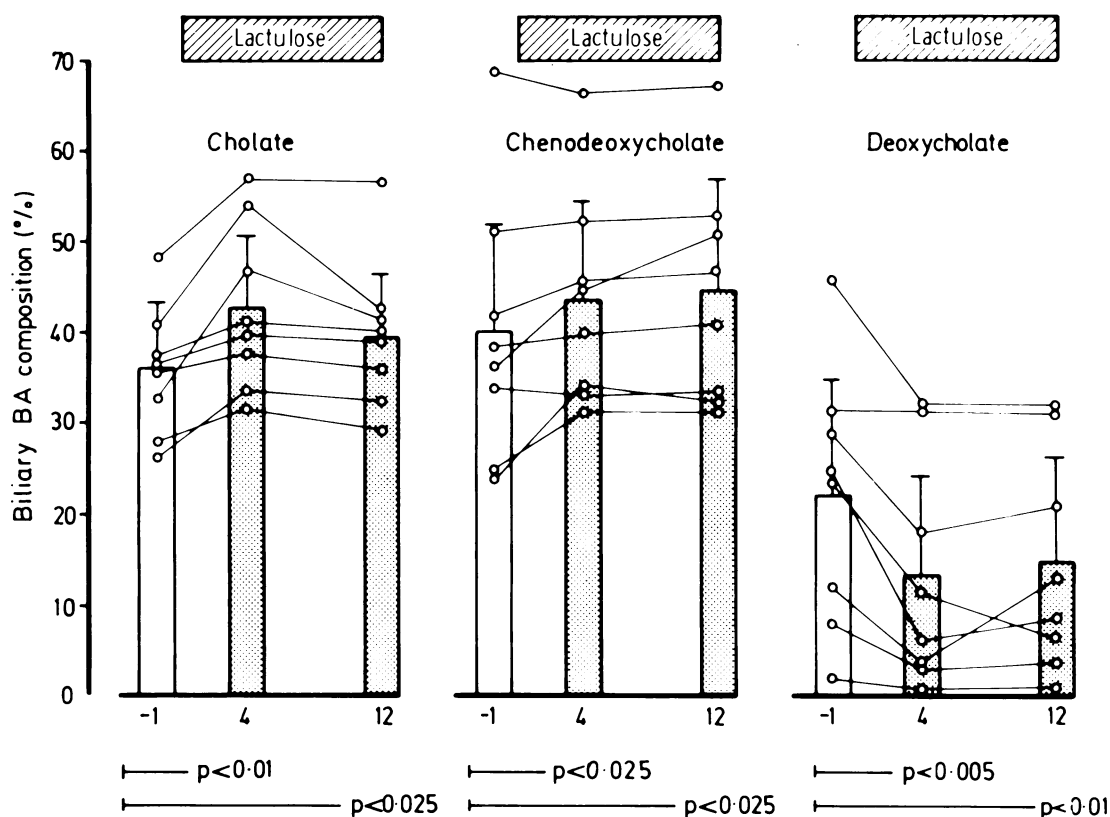 Lactulose Lactulose Lactulose
70
Cholate Chenodeoxycholate Deoxycholate
60
50
40
30
20
10
0
Biliary BA composition (%)
-1 4 12 -1 4 12 -1 4 12
p<0·01 p<0·025 p<0·005
p<0·025 p<0·025 p<0·01